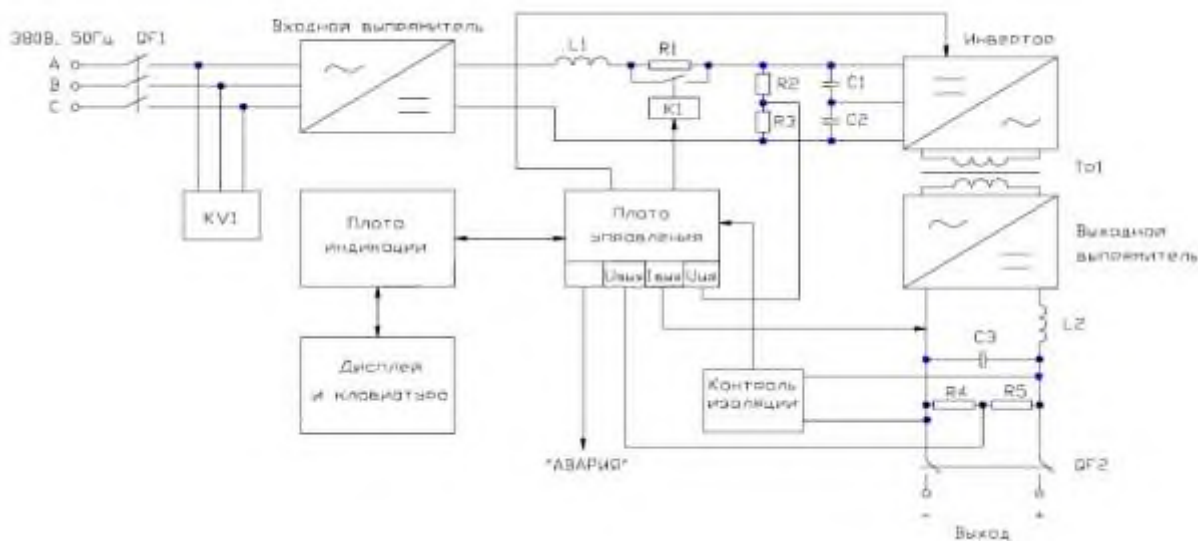 Входной выпрямитель
Инвертор
380В, 50Гц QF1
A
B
C
L1
R1
R2
R3
K1
C1
C2
KV1
Тр1
Плата индикации
Плата управления
Uвых Iвых Uип
Выходной выпрямитель
L2
C3
Дисплей и клавиатура
Контроль изоляции
R4
R5
"АВАРИЯ"
QF2
- +
Выход